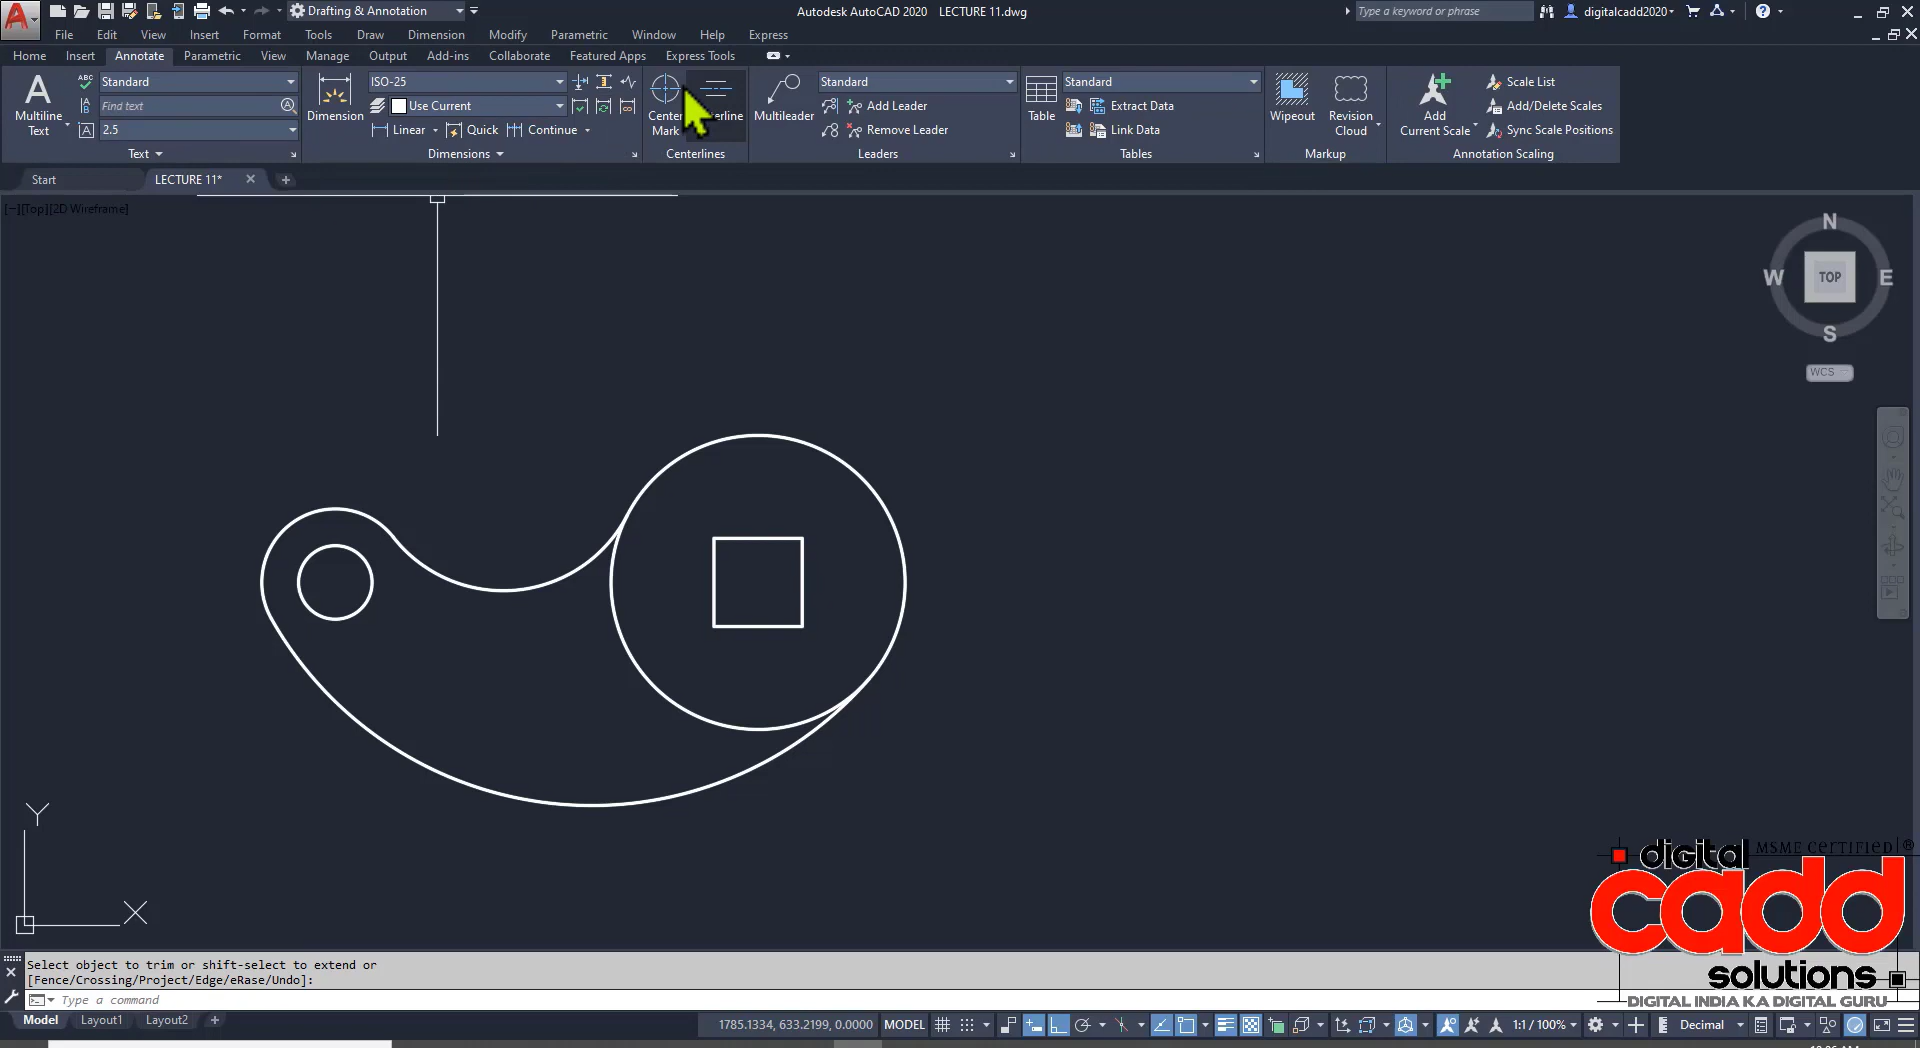 Drafting & Annotation
Autodesk AutoCAD 2020 LECTURE 11.dwg
Type a keyword or phrase
digitalcadd2020
File Edit View Insert Format Tools Draw Dimension Modify Parametric Window Help Express
Home Insert Annotate Parametric View Manage Output Add-ins Collaborate Express Tools Featured Apps
Multiline
Text
ABC
Standard
Find text
2.5
Text
Dimension
ISO-25
Use Current
Linear
Quick
Continue
Dimensions
Center
Mark
Centerlines
Multileader
Standard
Add Leader
Remove Leader
Leaders
Table
Standard
Extract Data
Link Data
Tables
Wipeout
Revision
Cloud
Markup
Add
Current Scale
Scale List
Add/Delete Scales
Sync Scale Positions
Annotation Scaling
Start
LECTURE 11*
[−][Top][2D Wireframe]
N
W
TOP
E
S
WCS
Y
X
digital
MSME CERTIFIED
®
cadd
solutions
DIGITAL INDIA KA DIGITAL GURU
Select object to trim or shift-select to extend or
[Fence/Crossing/Project/Edge/eRase/Undo]:
Type a command
Model Layout1 Layout2
1785.1334, 633.2199, 0.0000
MODEL
1:1 / 100%
Decimal